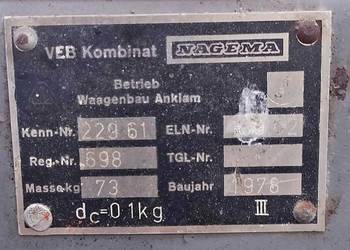 VEB Kombinat NAGEMA
Betrieb
Waagenbau Anklam
Kenn-Nr. 229 61 ELN-Nr.
Reg.-Nr. 698 TGL-Nr.
Masse kg 73 Baujahr 1978
dc=0.1kg III